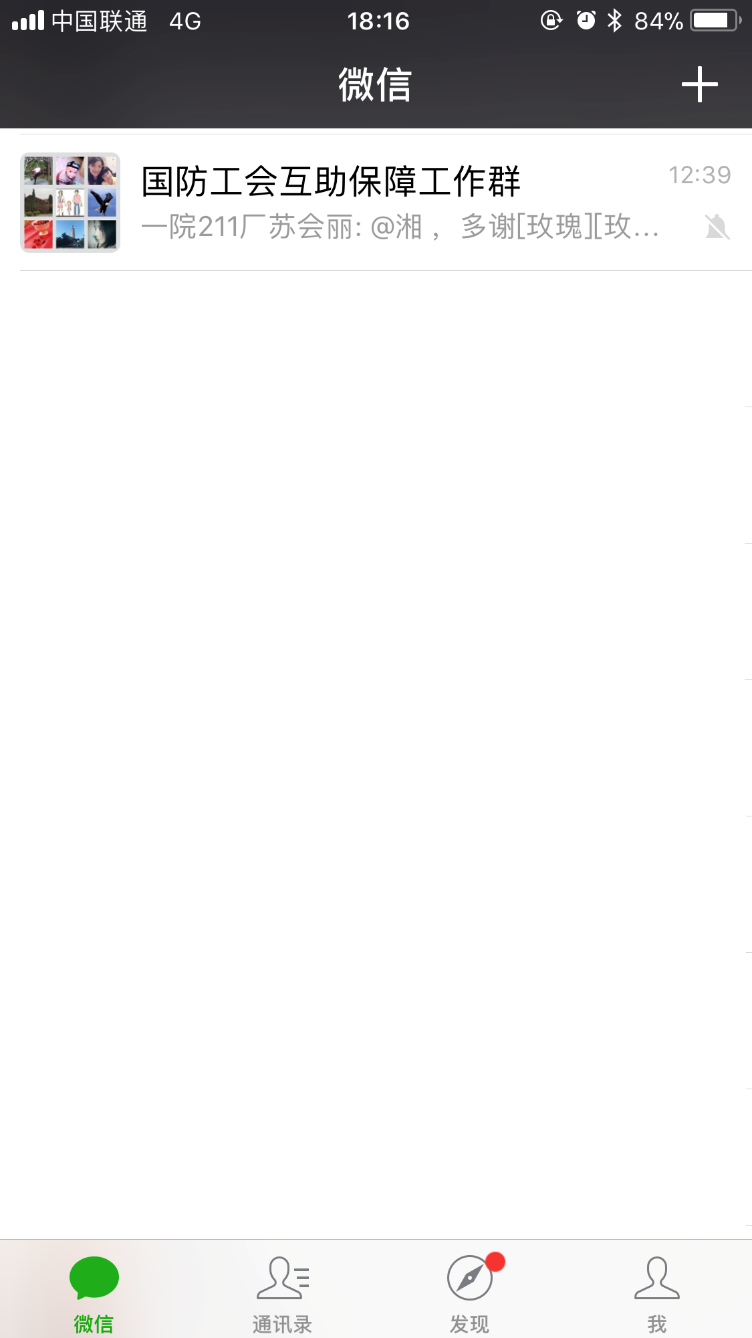 中国联通 4G 18:16 84%
微信
国防工会互助保障工作群 12:39
一院211厂苏会丽: @湘 ，多谢[玫瑰][玫...
微信 通讯录 发现 我